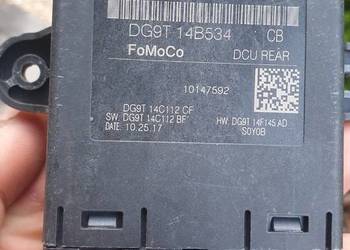 DG9T 14B534 CB
FoMoCo DCU REAR
10147592
DG9T 14C112 CF
SW: DG9T 14C112 BF HW: DG9T 14F145 AD
DATE: 10.25.17 S0Y0B